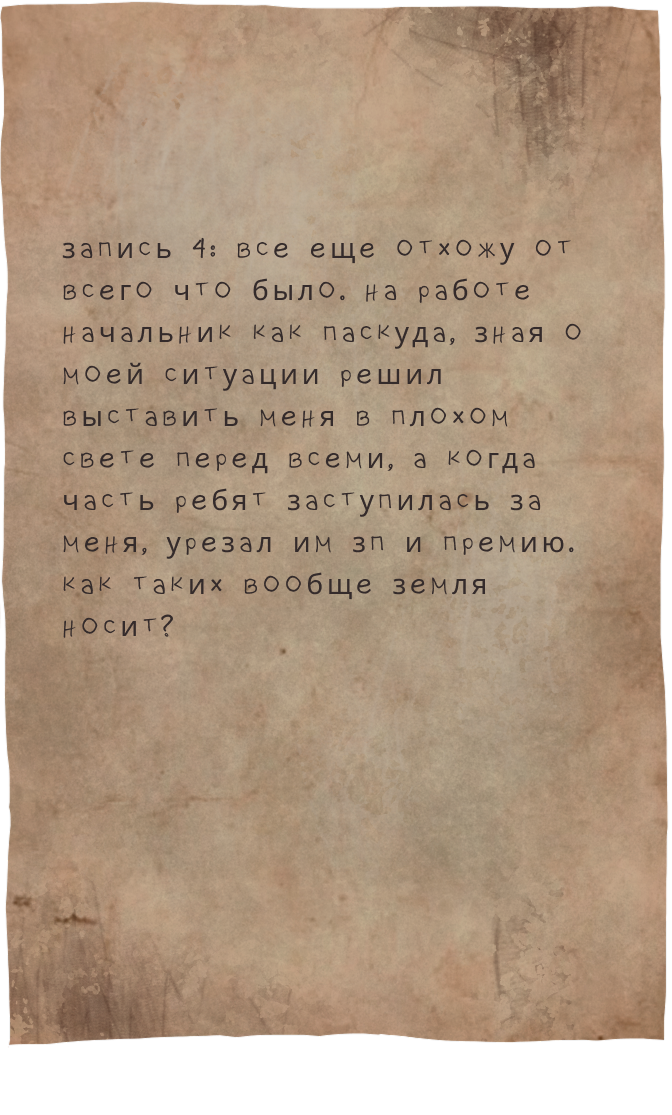 запись 4: все еще отхожу от
всего что было. на работе
начальник как паскуда, зная о
моей ситуации решил
выставить меня в плохом
свете перед всеми, а когда
часть ребят заступилась за
меня, урезал им зп и премию.
как таких вообще земля
носит?